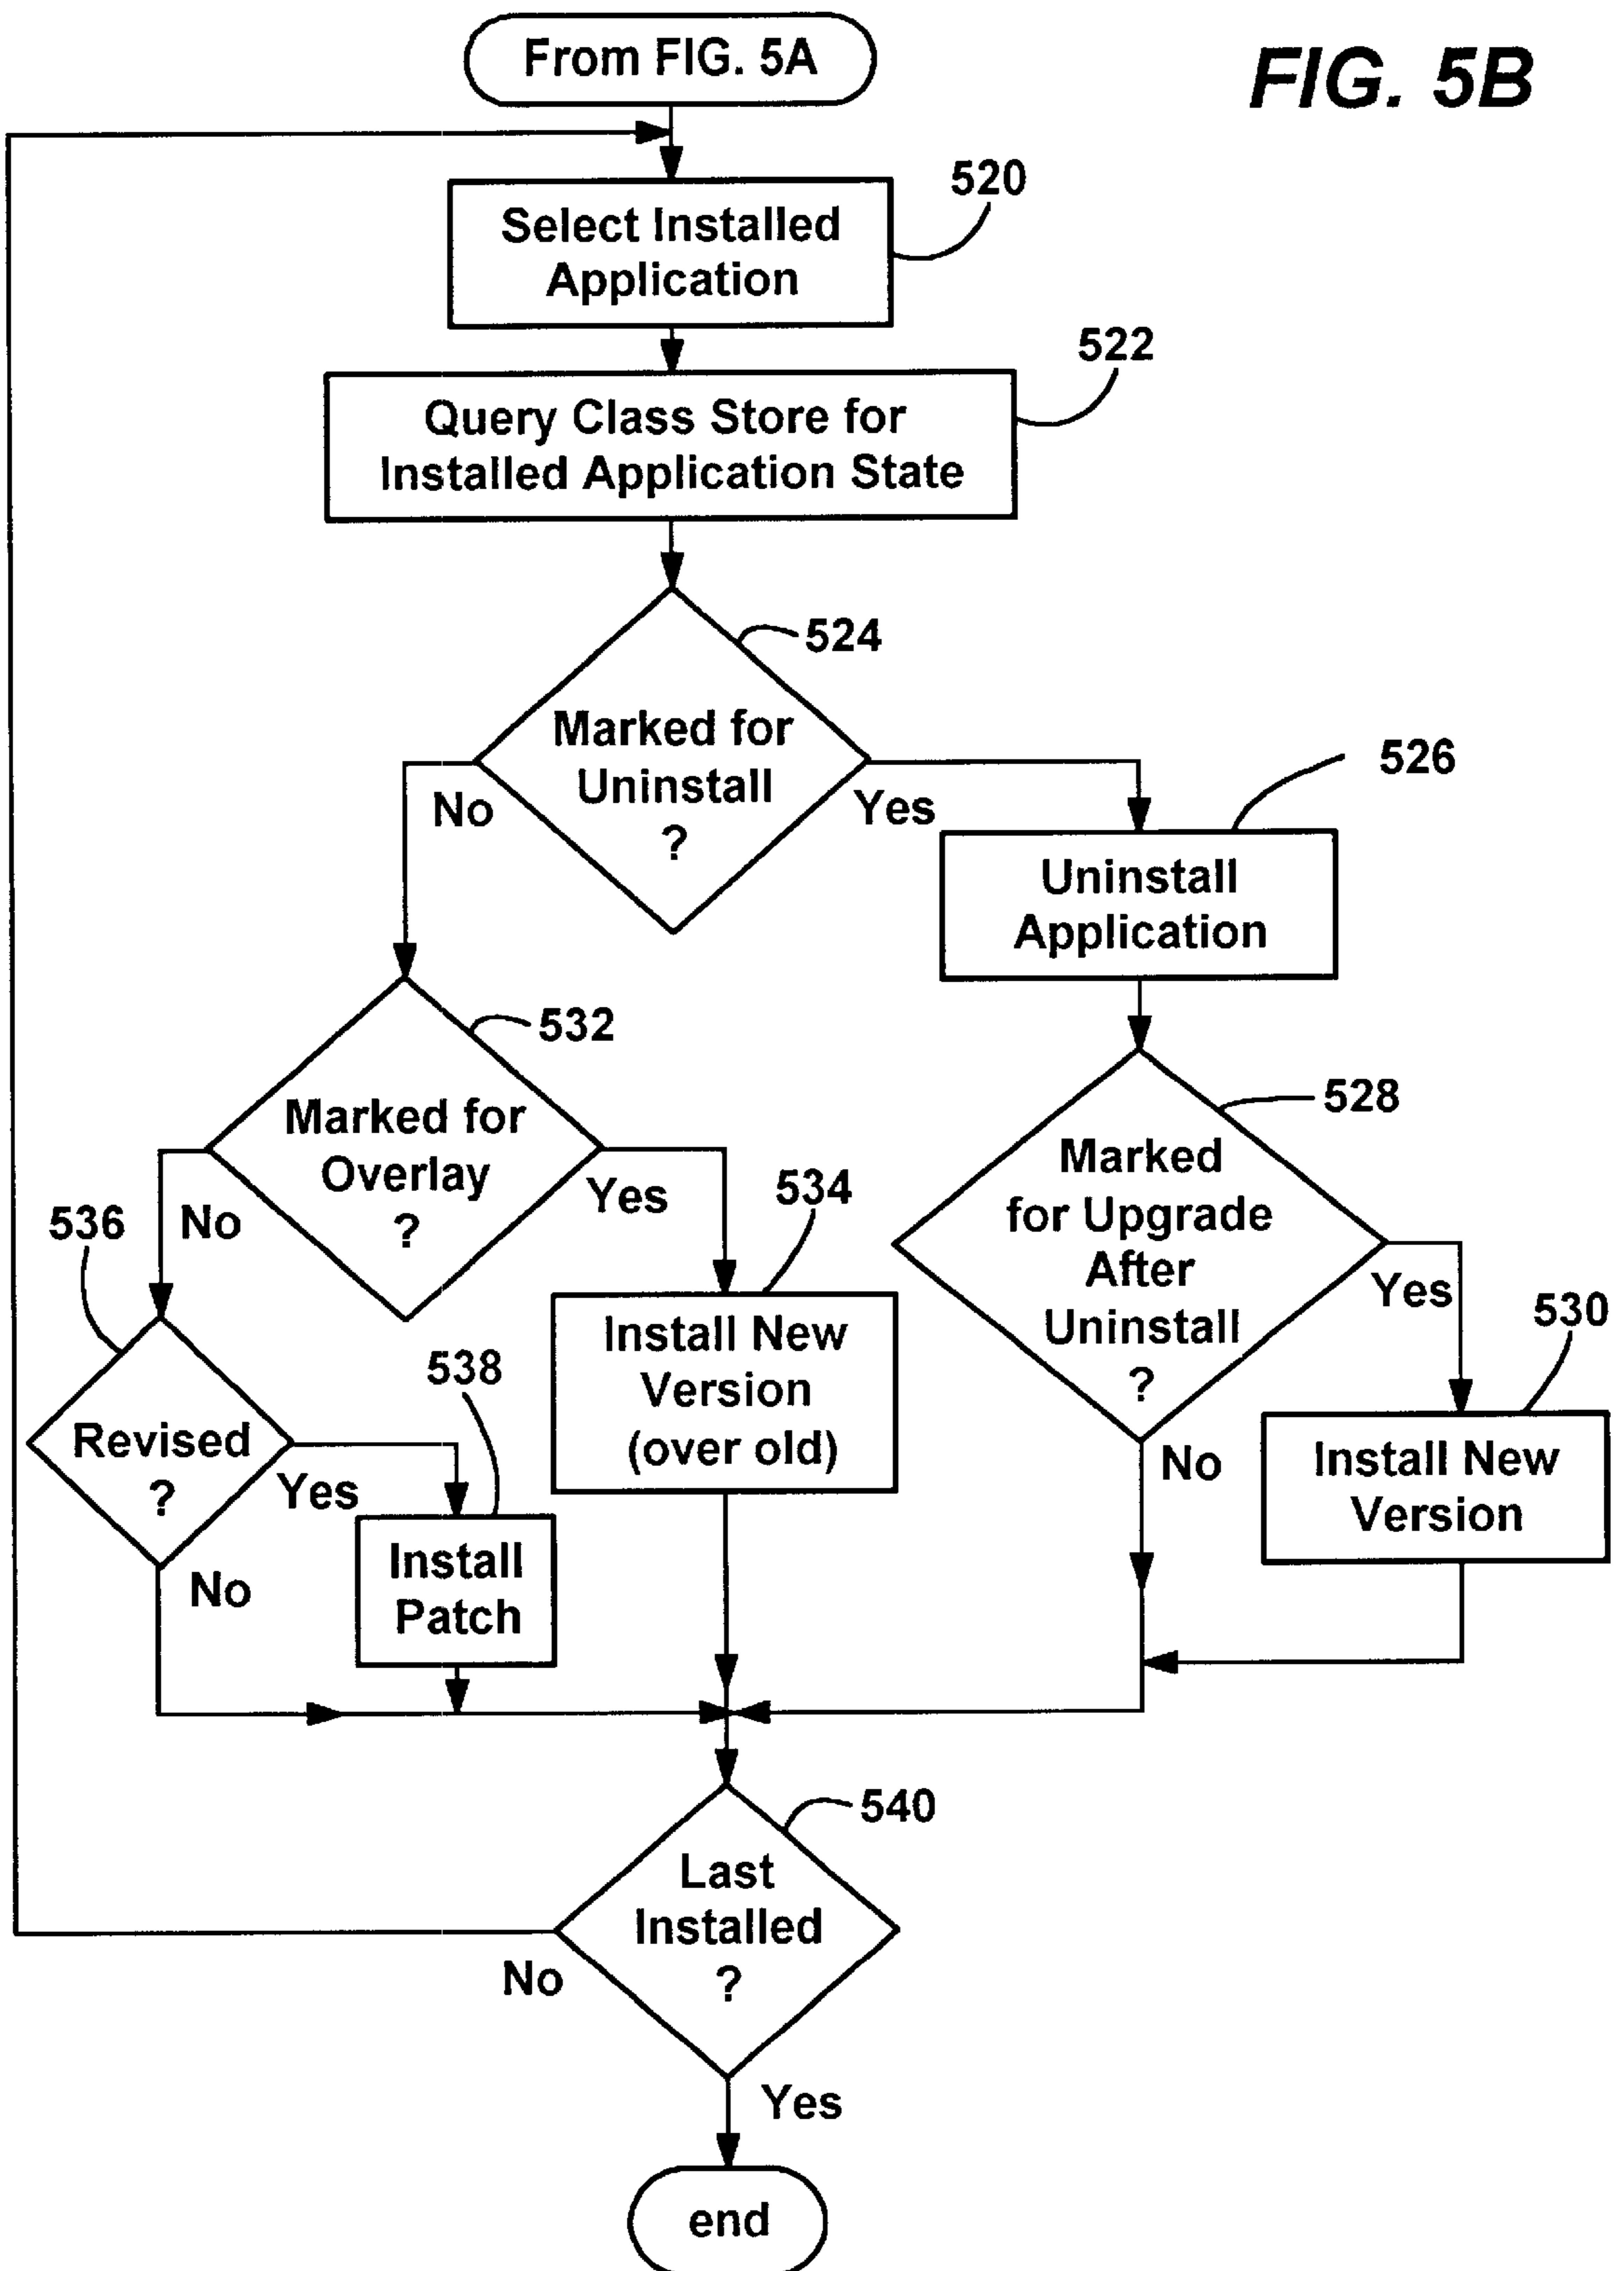 From FIG. 5A
FIG. 5B
520
Select Installed
Application
522
Query Class Store for
Installed Application State
524
Marked for
Uninstall
?
No
Yes
526
Uninstall
Application
532
Marked for
Overlay
?
No
Yes
528
Marked
for Upgrade
After
Uninstall
?
Yes
No
534
Install New
Version
(over old)
530
Install New
Version
536
Revised
?
Yes
No
538
Install
Patch
540
Last
Installed
?
No
Yes
end